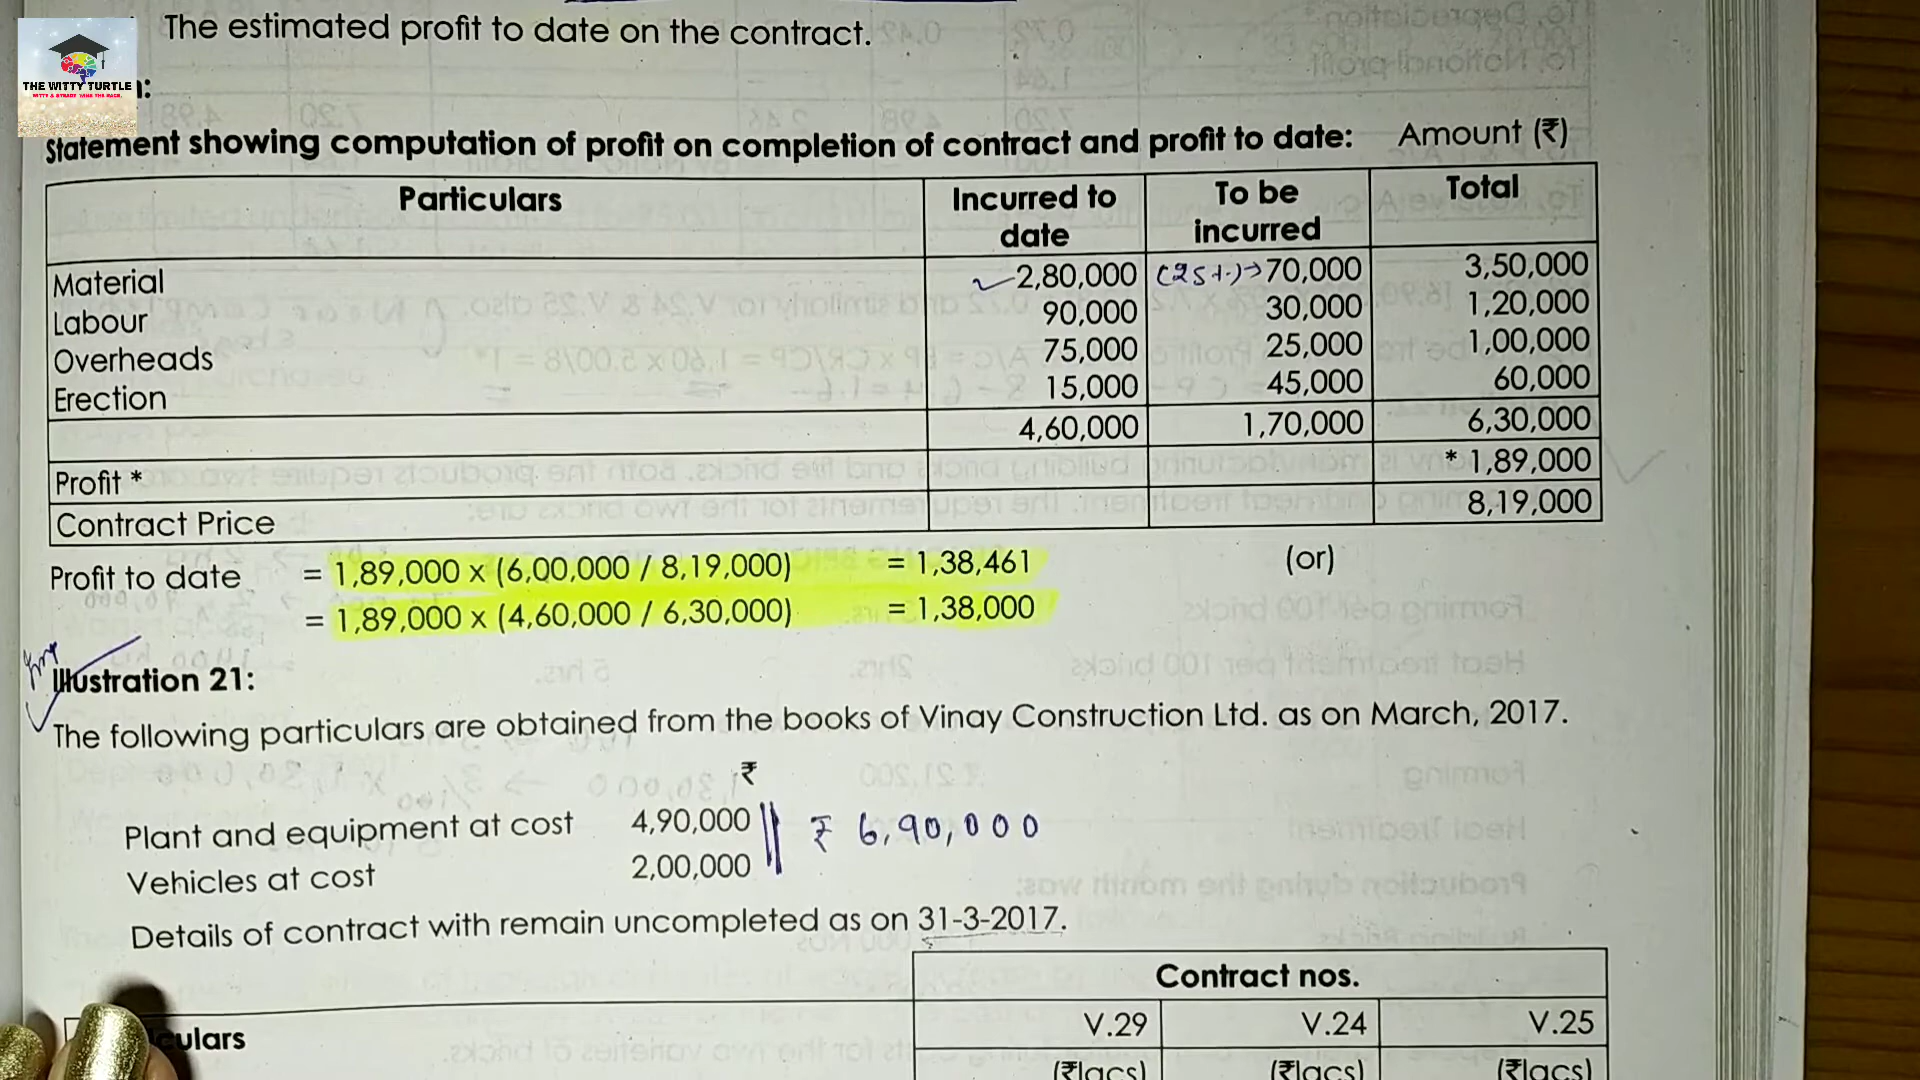 The estimated profit to date on the contract.
THE WITTY TURTLE
n:
Statement showing computation of profit on completion of contract and profit to date: Amount (₹)
Particulars Incurred to date To be incurred Total
Material 2,80,000 (25%)→70,000 3,50,000
Labour 90,000 30,000 1,20,000
Overheads 75,000 25,000 1,00,000
Erection 15,000 45,000 60,000
4,60,000 1,70,000 6,30,000
Profit * * 1,89,000
Contract Price 8,19,000
Profit to date = 1,89,000 x (6,00,000 / 8,19,000) = 1,38,461 (or)
= 1,89,000 x (4,60,000 / 6,30,000) = 1,38,000
Imp
Illustration 21:
The following particulars are obtained from the books of Vinay Construction Ltd. as on March, 2017.
₹
Plant and equipment at cost 4,90,000 ₹ 6,90,000
Vehicles at cost 2,00,000
Details of contract with remain uncompleted as on 31-3-2017.
Contract nos.
culars V.29 V.24 V.25
(₹lacs) (₹lacs) (₹lacs)